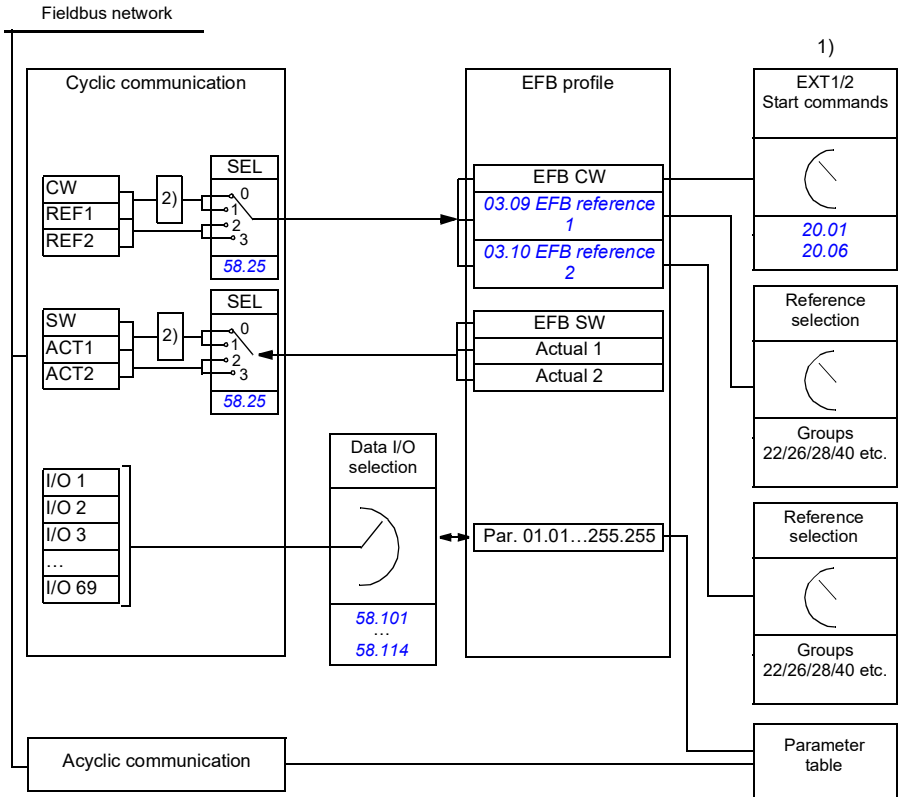 Fieldbus network
Cyclic communication
CW
REF1
REF2
2)
SEL
0
1
2
3
58.25
SW
ACT1
ACT2
2)
SEL
0
1
2
3
58.25
I/O 1
I/O 2
I/O 3
...
I/O 69
Data I/O
selection
58.101
...
58.114
EFB profile
EFB CW
03.09 EFB reference
1
03.10 EFB reference
2
EFB SW
Actual 1
Actual 2
Par. 01.01…255.255
1)
EXT1/2
Start commands
20.01
20.06
Reference
selection
Groups
22/26/28/40 etc.
Reference
selection
Groups
22/26/28/40 etc.
Acyclic communication
Parameter
table